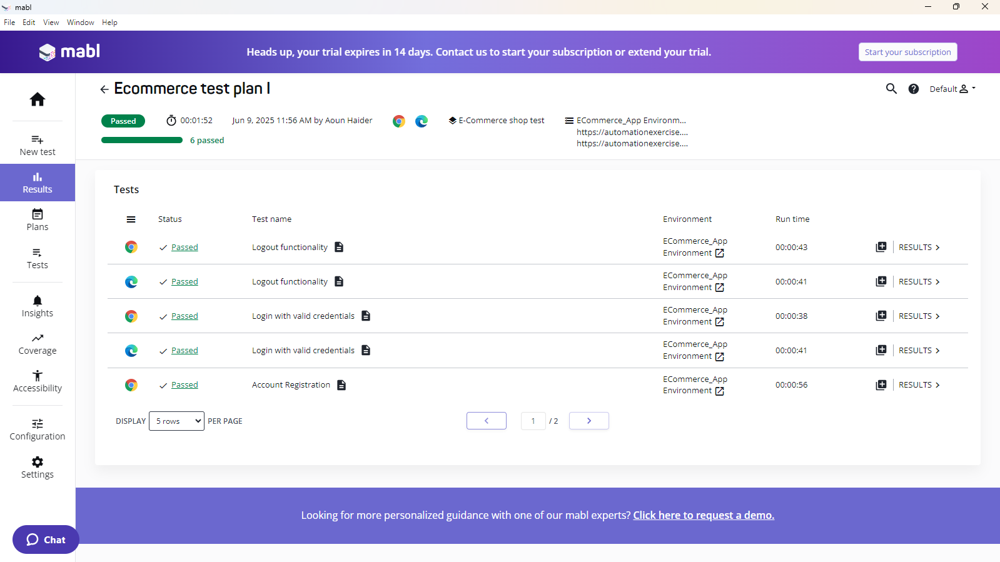 mabl
File Edit View Window Help
mabl
Heads up, your trial expires in 14 days. Contact us to start your subscription or extend your trial.
Start your subscription
Ecommerce test plan I
Default
Passed
00:01:52
Jun 9, 2025 11:56 AM by Aoun Haider
E-Commerce shop test
ECommerce_App Environm...
https://automationexercise....
https://automationexercise....
6 passed
New test
Results
Plans
Tests
Insights
Coverage
Accessibility
Configuration
Settings
Chat
Tests
Status Test name Environment Run time
Passed Logout functionality ECommerce_App Environment 00:00:43 RESULTS
Passed Logout functionality ECommerce_App Environment 00:00:41 RESULTS
Passed Login with valid credentials ECommerce_App Environment 00:00:38 RESULTS
Passed Login with valid credentials ECommerce_App Environment 00:00:41 RESULTS
Passed Account Registration ECommerce_App Environment 00:00:56 RESULTS
DISPLAY 5 rows PER PAGE
1 / 2
Looking for more personalized guidance with one of our mabl experts? Click here to request a demo.